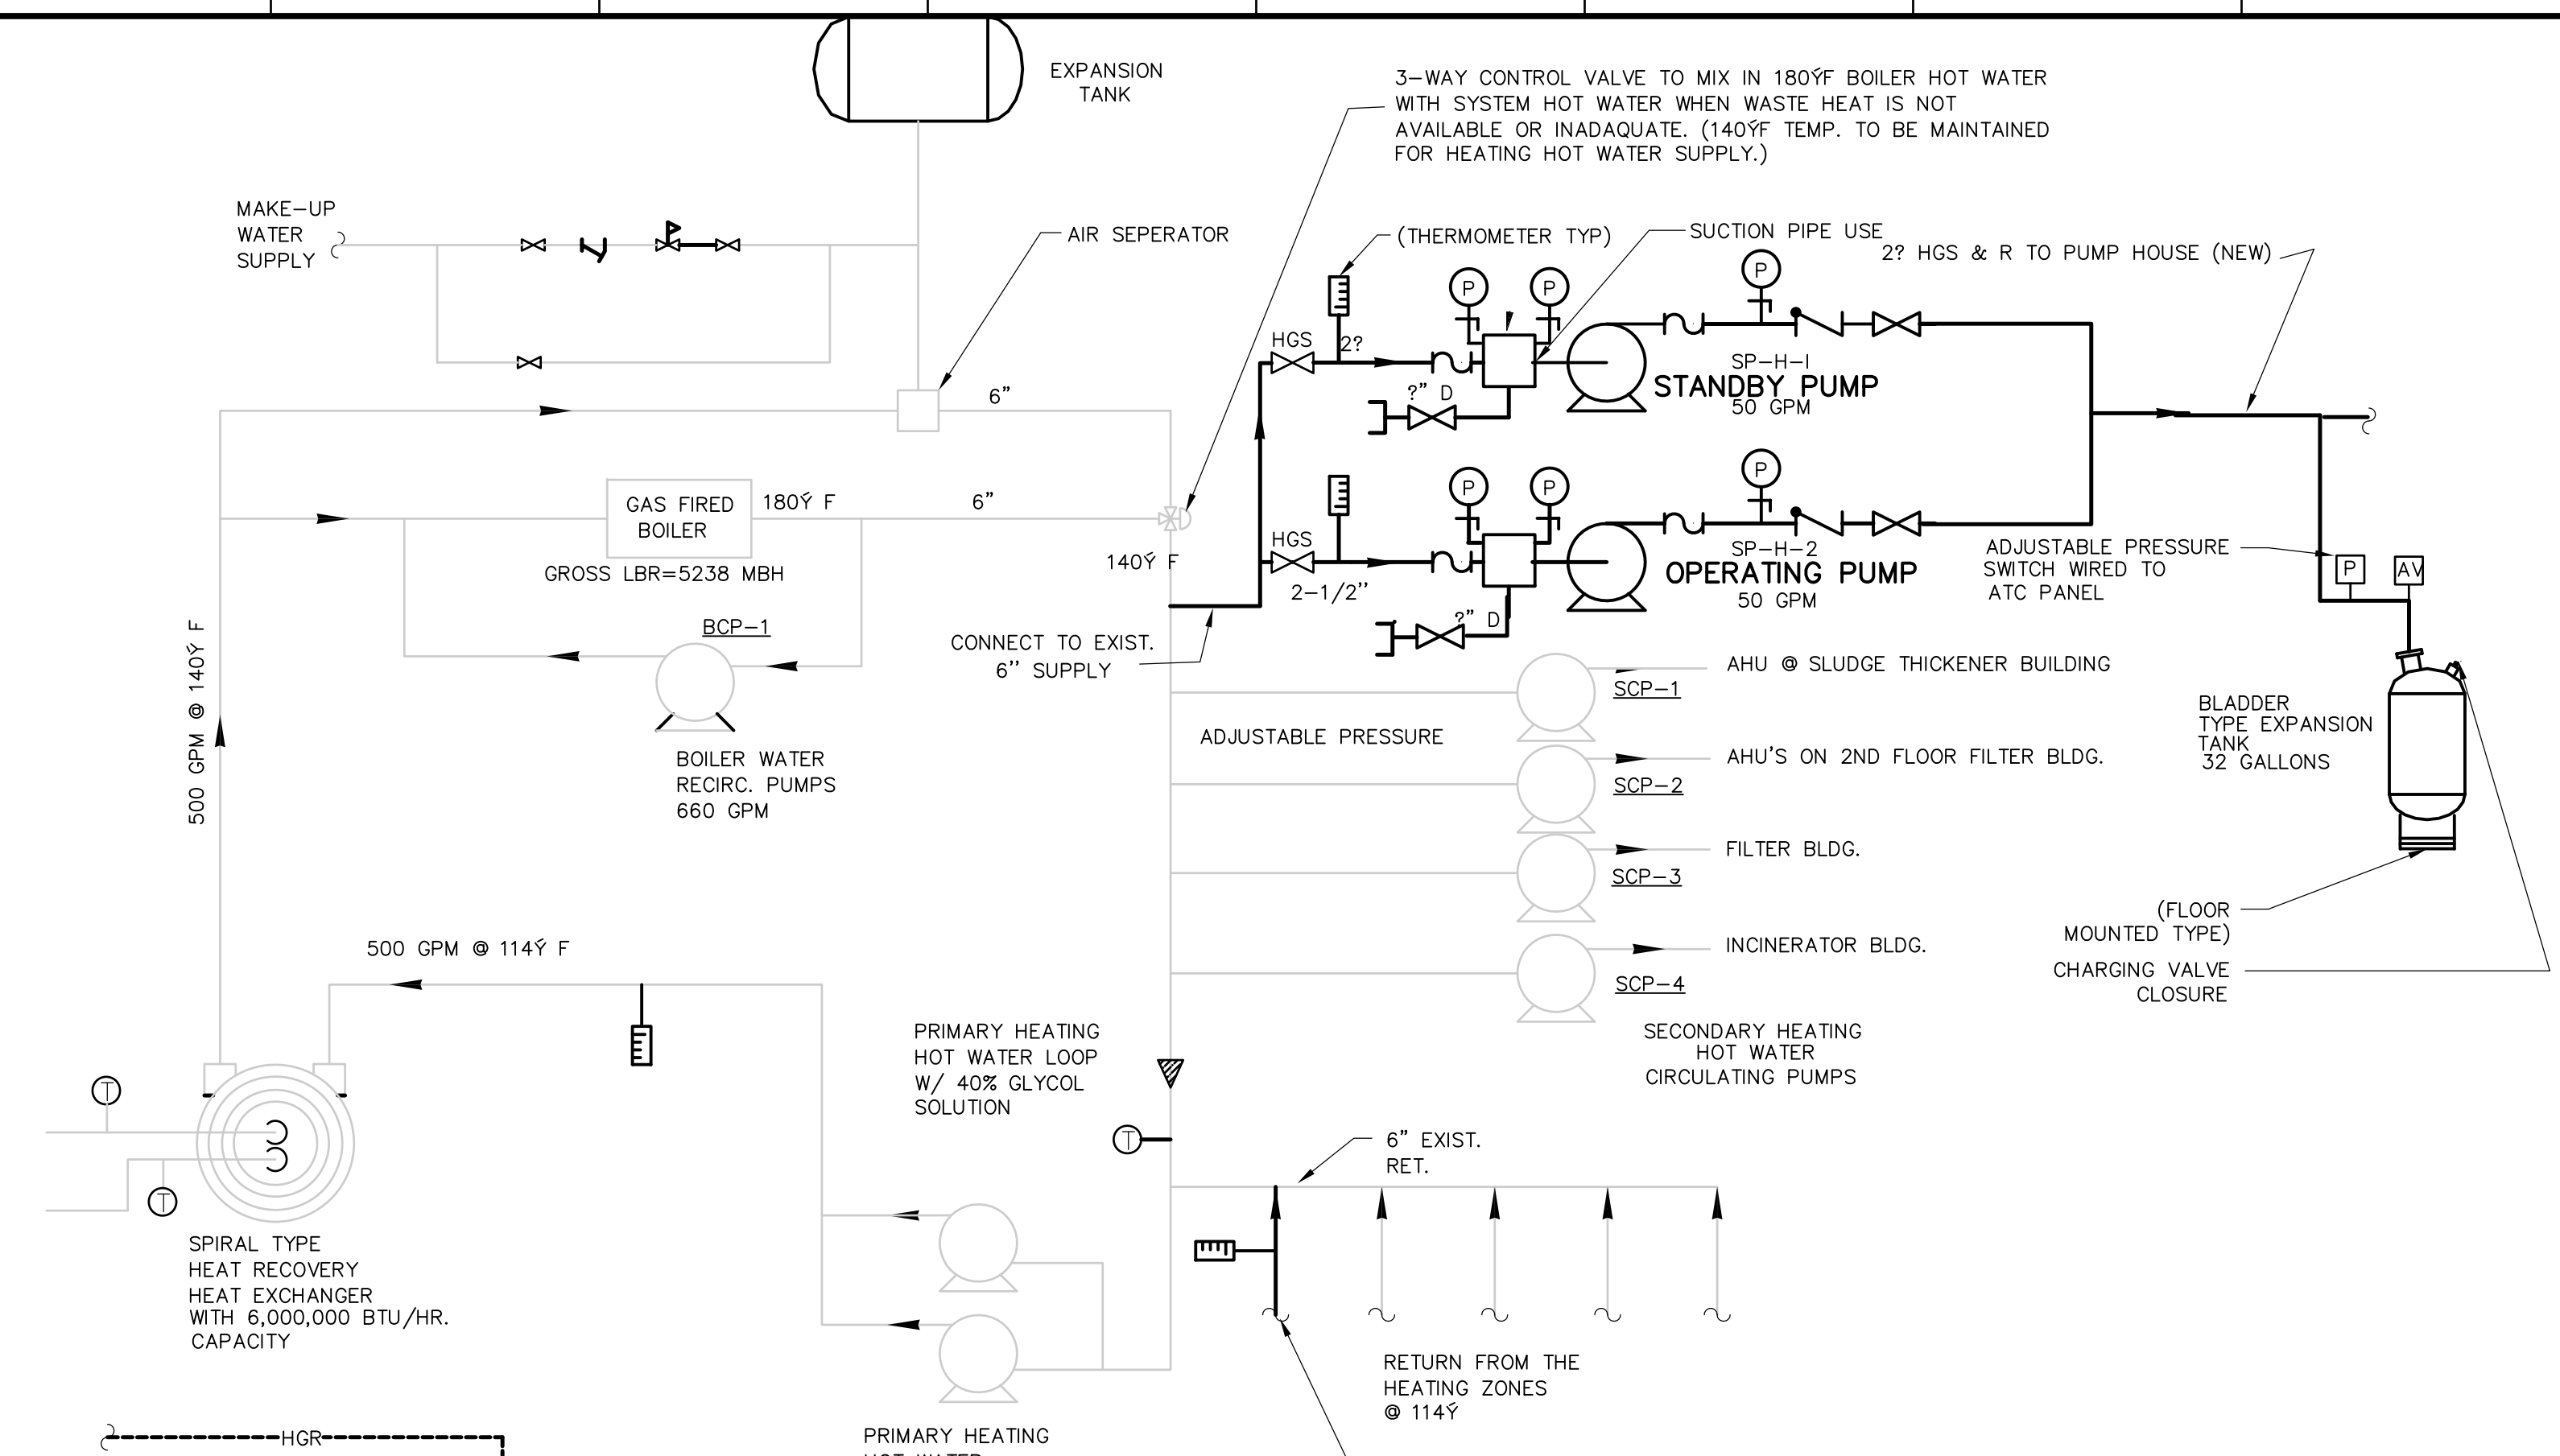 EXPANSION
TANK
3-WAY CONTROL VALVE TO MIX IN 180ÝF BOILER HOT WATER
WITH SYSTEM HOT WATER WHEN WASTE HEAT IS NOT
AVAILABLE OR INADAQUATE. (140ÝF TEMP. TO BE MAINTAINED
FOR HEATING HOT WATER SUPPLY.)
MAKE-UP
WATER
SUPPLY
AIR SEPERATOR
(THERMOMETER TYP)
SUCTION PIPE USE
2? HGS & R TO PUMP HOUSE (NEW)
P
P
P
HGS
2?
SP-H-1
STANDBY PUMP
50 GPM
?" D
6"
GAS FIRED
BOILER
180Ý F
6"
GROSS LBR=5238 MBH
140Ý F
P
P
P
HGS
2-1/2''
SP-H-2
OPERATING PUMP
50 GPM
?" D
ADJUSTABLE PRESSURE
SWITCH WIRED TO
ATC PANEL
P
AV
BCP-1
CONNECT TO EXIST.
6'' SUPPLY
500 GPM @ 140Ý F
BOILER WATER
RECIRC. PUMPS
660 GPM
ADJUSTABLE PRESSURE
SCP-1
AHU @ SLUDGE THICKENER BUILDING
SCP-2
AHU'S ON 2ND FLOOR FILTER BLDG.
SCP-3
FILTER BLDG.
SCP-4
INCINERATOR BLDG.
BLADDER
TYPE EXPANSION
TANK
32 GALLONS
(FLOOR
MOUNTED TYPE)
CHARGING VALVE
CLOSURE
500 GPM @ 114Ý F
PRIMARY HEATING
HOT WATER LOOP
W/ 40% GLYCOL
SOLUTION
SECONDARY HEATING
HOT WATER
CIRCULATING PUMPS
T
T
T
6" EXIST.
RET.
SPIRAL TYPE
HEAT RECOVERY
HEAT EXCHANGER
WITH 6,000,000 BTU/HR.
CAPACITY
RETURN FROM THE
HEATING ZONES
@ 114Ý
HGR
PRIMARY HEATING